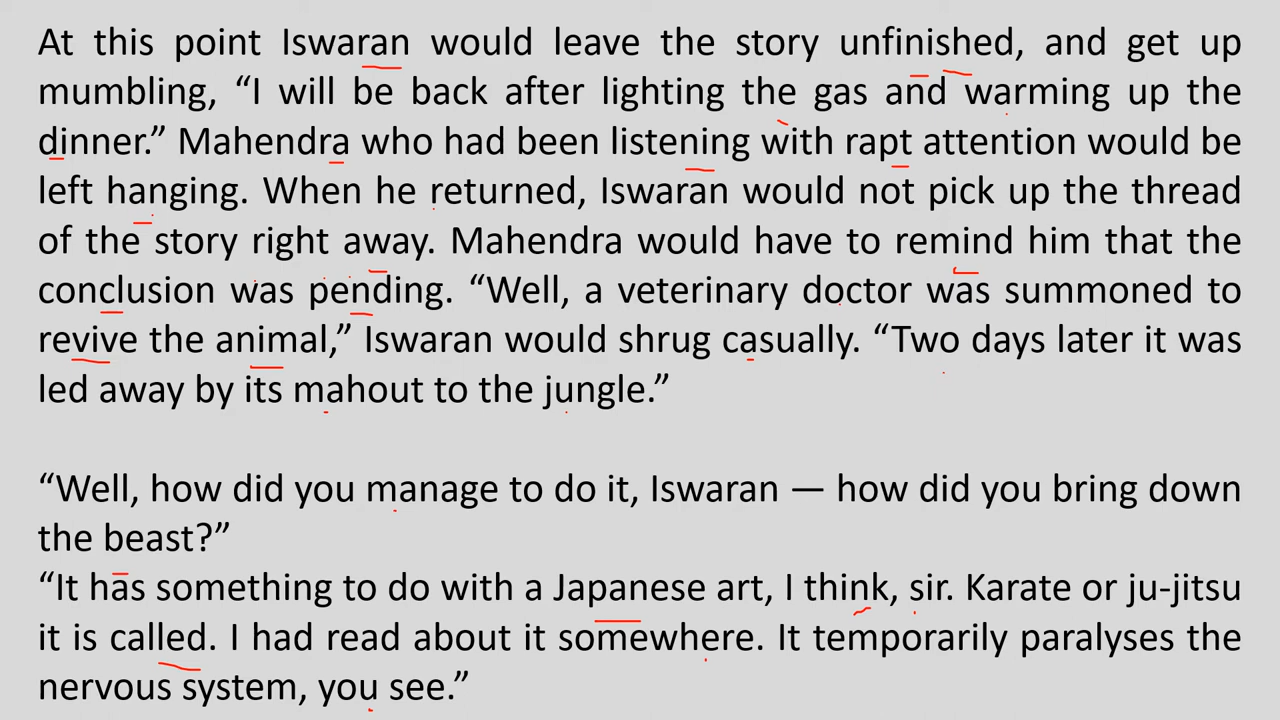 At this point Iswaran would leave the story unfinished, and get up
mumbling, “I will be back after lighting the gas and warming up the
dinner.” Mahendra who had been listening with rapt attention would be
left hanging. When he returned, Iswaran would not pick up the thread
of the story right away. Mahendra would have to remind him that the
conclusion was pending. “Well, a veterinary doctor was summoned to
revive the animal,” Iswaran would shrug casually. “Two days later it was
led away by its mahout to the jungle.”
“Well, how did you manage to do it, Iswaran — how did you bring down
the beast?”
“It has something to do with a Japanese art, I think, sir. Karate or ju-jitsu
it is called. I had read about it somewhere. It temporarily paralyses the
nervous system, you see.”